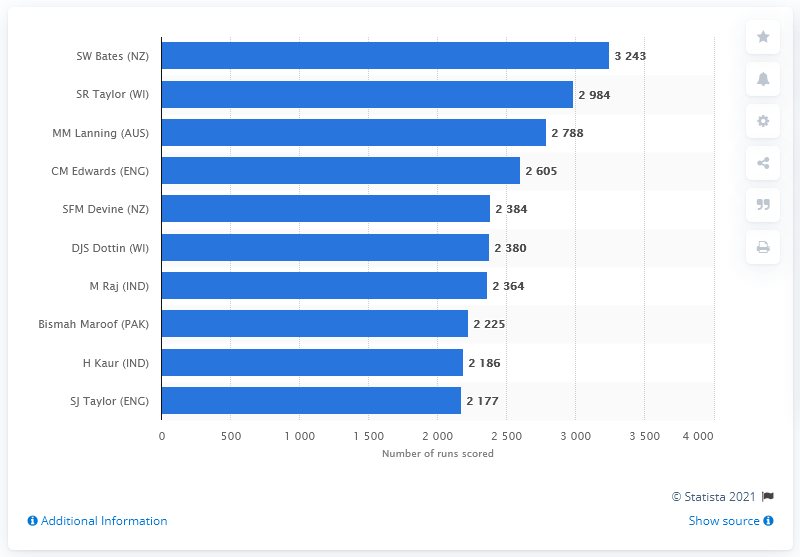 SW Bates (NZ) 3 243
SR Taylor (WI) 2 984
MM Lanning (AUS) 2 788
CM Edwards (ENG) 2 605
SFM Devine (NZ) 2 384
DJS Dottin (WI) 2 380
M Raj (IND) 2 364
Bismah Maroof (PAK) 2 225
H Kaur (IND) 2 186
SJ Taylor (ENG) 2 177
0 500 1 000 1 500 2 000 2 500 3 000 3 500 4 000
Number of runs scored
© Statista 2021
Additional Information Show source